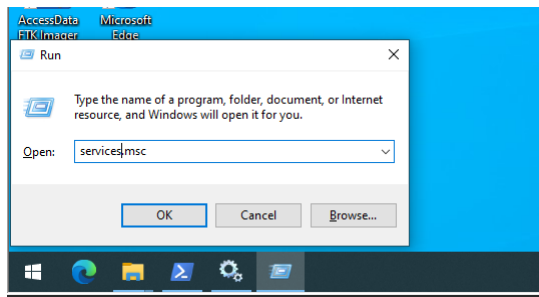 AccessData
FTK Imager
Microsoft
Edge
Run
Type the name of a program, folder, document, or Internet
resource, and Windows will open it for you.
Open:
services.msc
OK
Cancel
Browse...